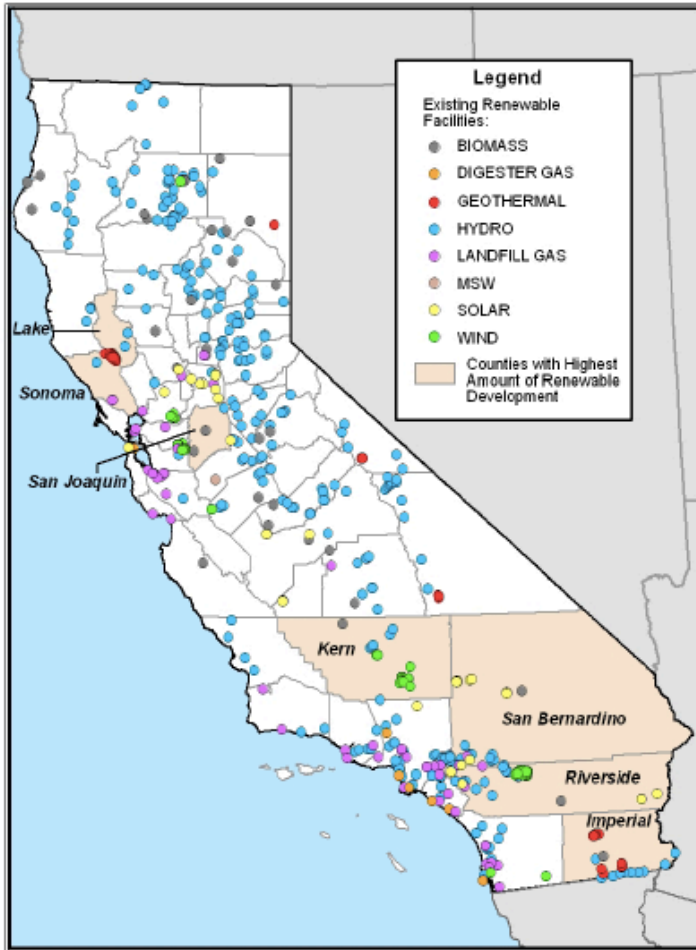 Legend
Existing Renewable
Facilities:
BIOMASS
DIGESTER GAS
GEOTHERMAL
HYDRO
LANDFILL GAS
MSW
SOLAR
WIND
Counties with Highest
Amount of Renewable
Development
Lake
Sonoma
San Joaquin
Kern
San Bernardino
Riverside
Imperial